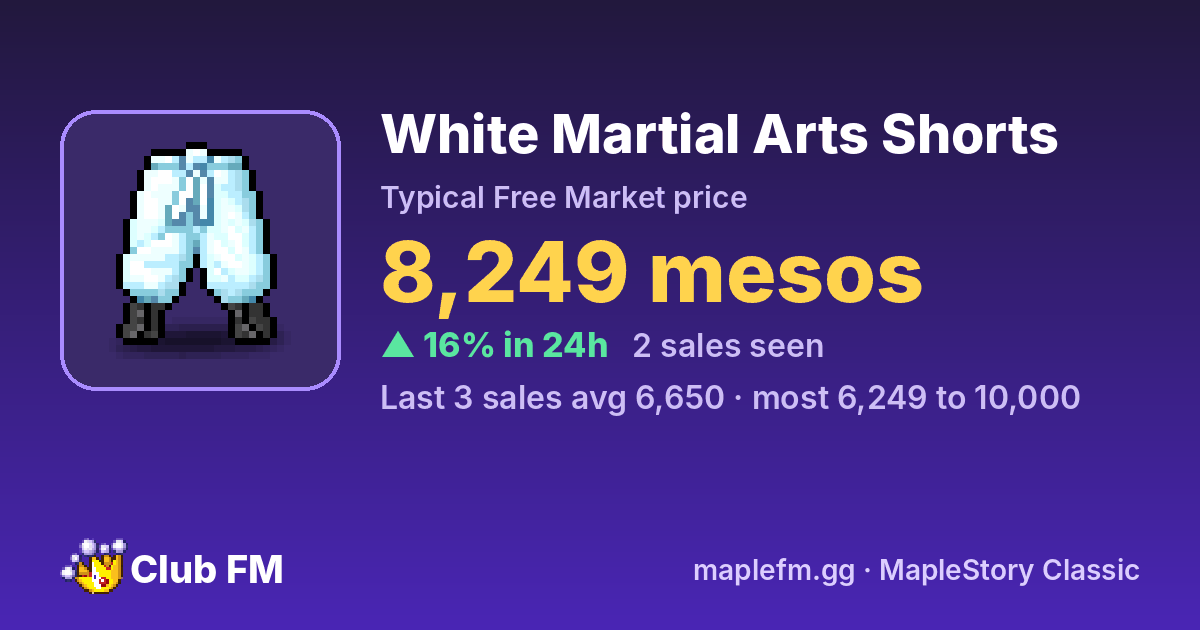 White Martial Arts Shorts
Typical Free Market price
8,249 mesos
▲ 16% in 24h 2 sales seen
Last 3 sales avg 6,650 · most 6,249 to 10,000
Club FM
maplefm.gg · MapleStory Classic